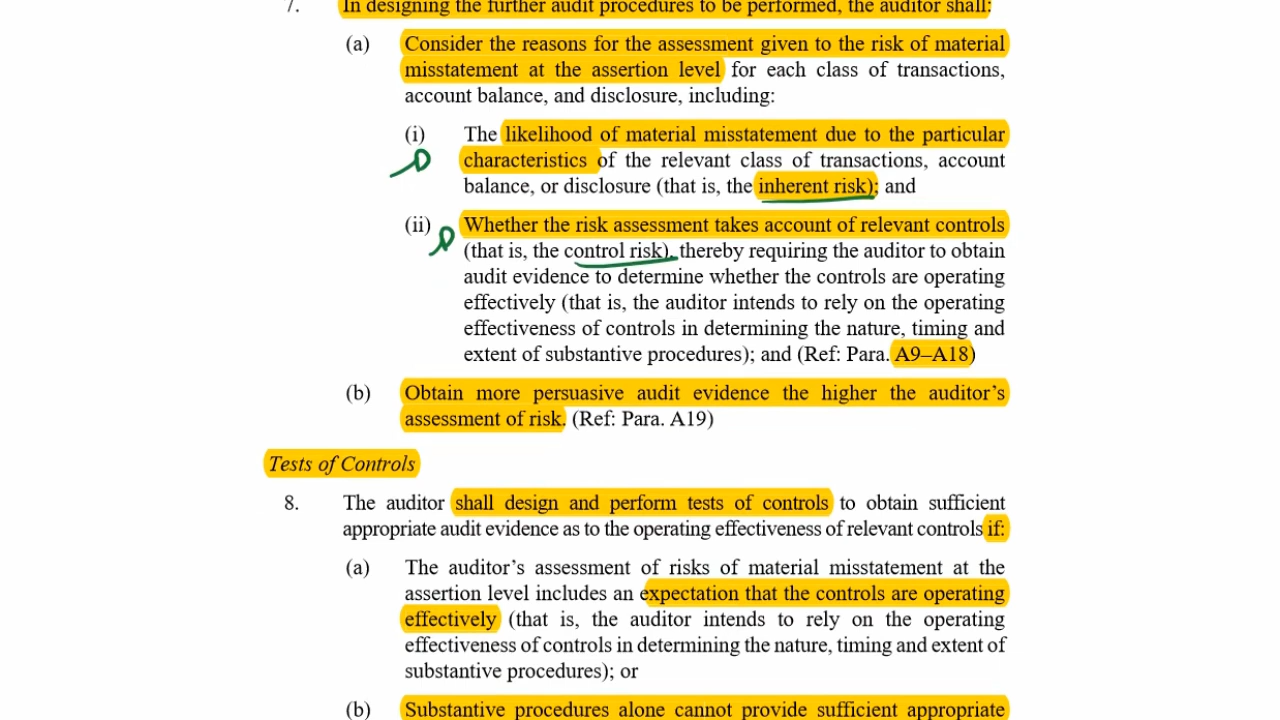 7. In designing the further audit procedures to be performed, the auditor shall:
(a) Consider the reasons for the assessment given to the risk of material
misstatement at the assertion level for each class of transactions,
account balance, and disclosure, including:
(i) The likelihood of material misstatement due to the particular
characteristics of the relevant class of transactions, account
balance, or disclosure (that is, the inherent risk); and
(ii) Whether the risk assessment takes account of relevant controls
(that is, the control risk), thereby requiring the auditor to obtain
audit evidence to determine whether the controls are operating
effectively (that is, the auditor intends to rely on the operating
effectiveness of controls in determining the nature, timing and
extent of substantive procedures); and (Ref: Para. A9–A18)
(b) Obtain more persuasive audit evidence the higher the auditor’s
assessment of risk. (Ref: Para. A19)
Tests of Controls
8. The auditor shall design and perform tests of controls to obtain sufficient
appropriate audit evidence as to the operating effectiveness of relevant controls if:
(a) The auditor’s assessment of risks of material misstatement at the
assertion level includes an expectation that the controls are operating
effectively (that is, the auditor intends to rely on the operating
effectiveness of controls in determining the nature, timing and extent of
substantive procedures); or
(b) Substantive procedures alone cannot provide sufficient appropriate